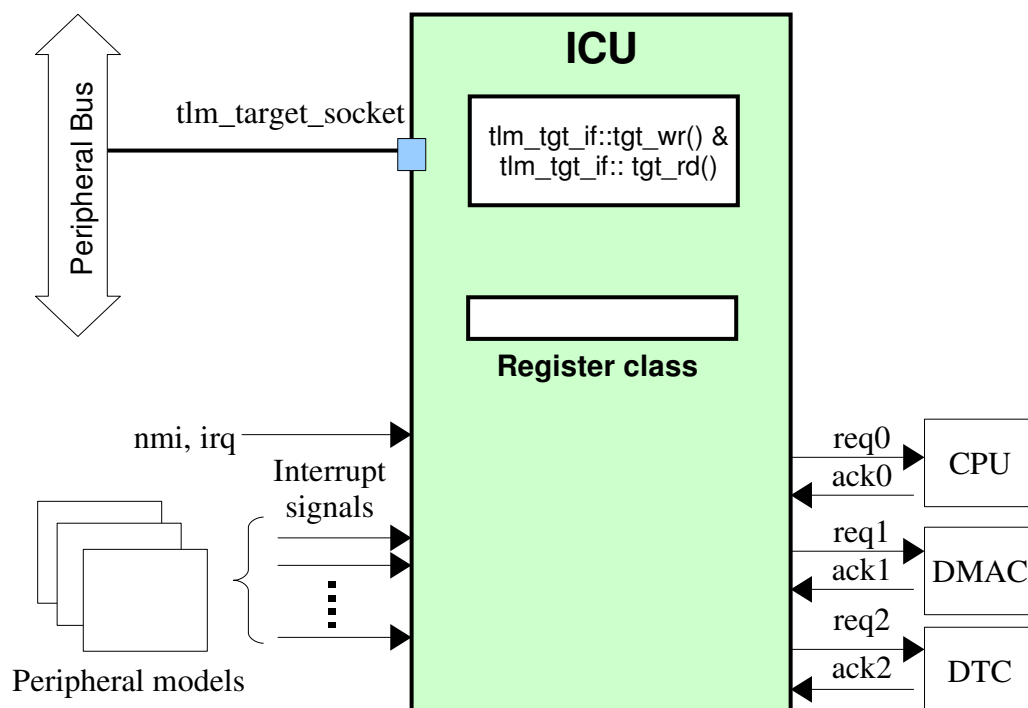 ICU
Peripheral Bus
tlm_target_socket
tlm_tgt_if::tgt_wr() &
tlm_tgt_if:: tgt_rd()
Register class
nmi, irq
Interrupt
signals
Peripheral models
req0
ack0
CPU
req1
ack1
DMAC
req2
ack2
DTC